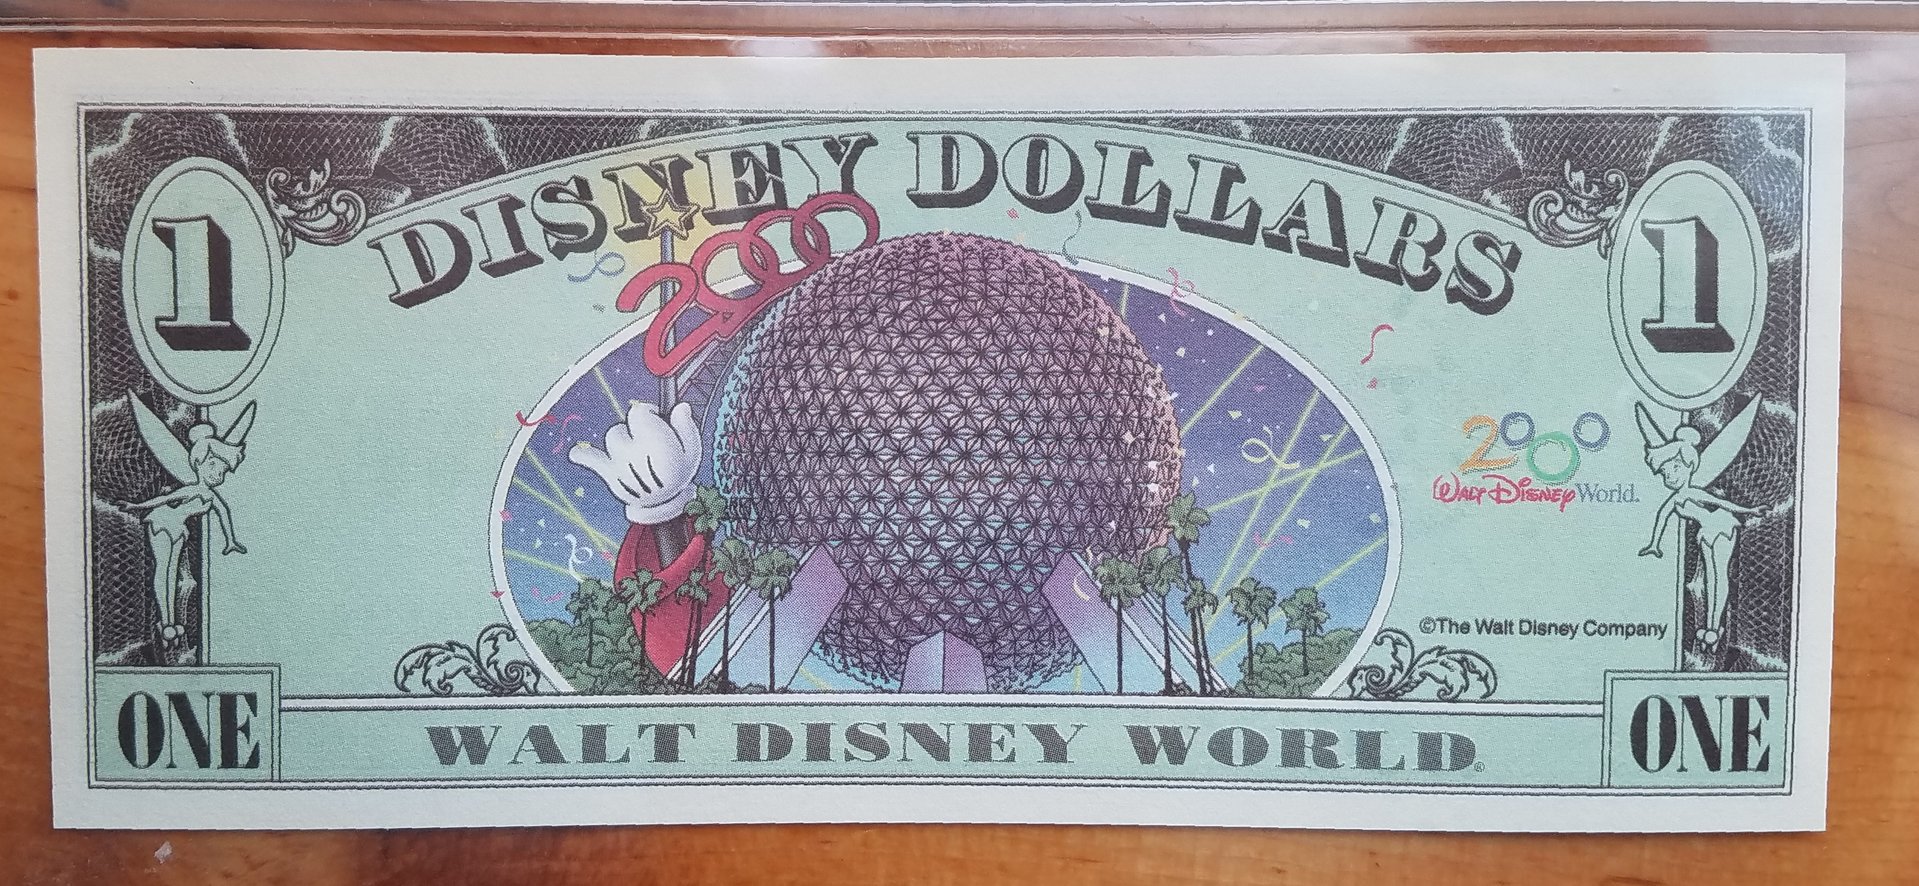 DISNEY DOLLARS
1
1
2000
2000
Walt Disney World.
©The Walt Disney Company
ONE
WALT DISNEY WORLD®
ONE